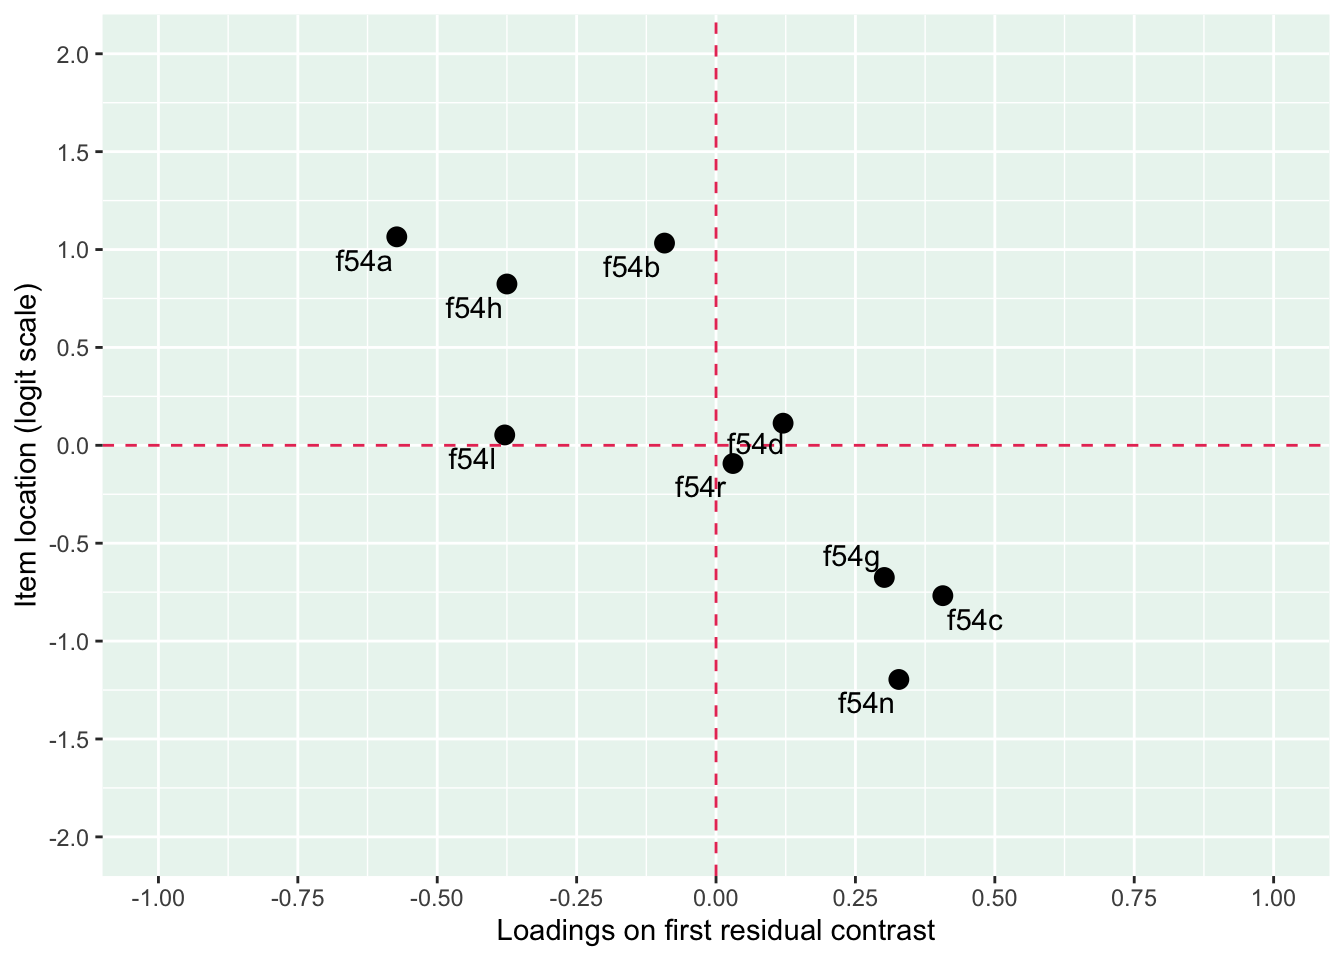 2.0
1.5
1.0
0.5
0.0
-0.5
-1.0
-1.5
-2.0
Item location (logit scale)
f54a
f54b
f54h
f54l
f54d
f54r
f54g
f54c
f54n
-1.00 -0.75 -0.50 -0.25 0.00 0.25 0.50 0.75 1.00
Loadings on first residual contrast